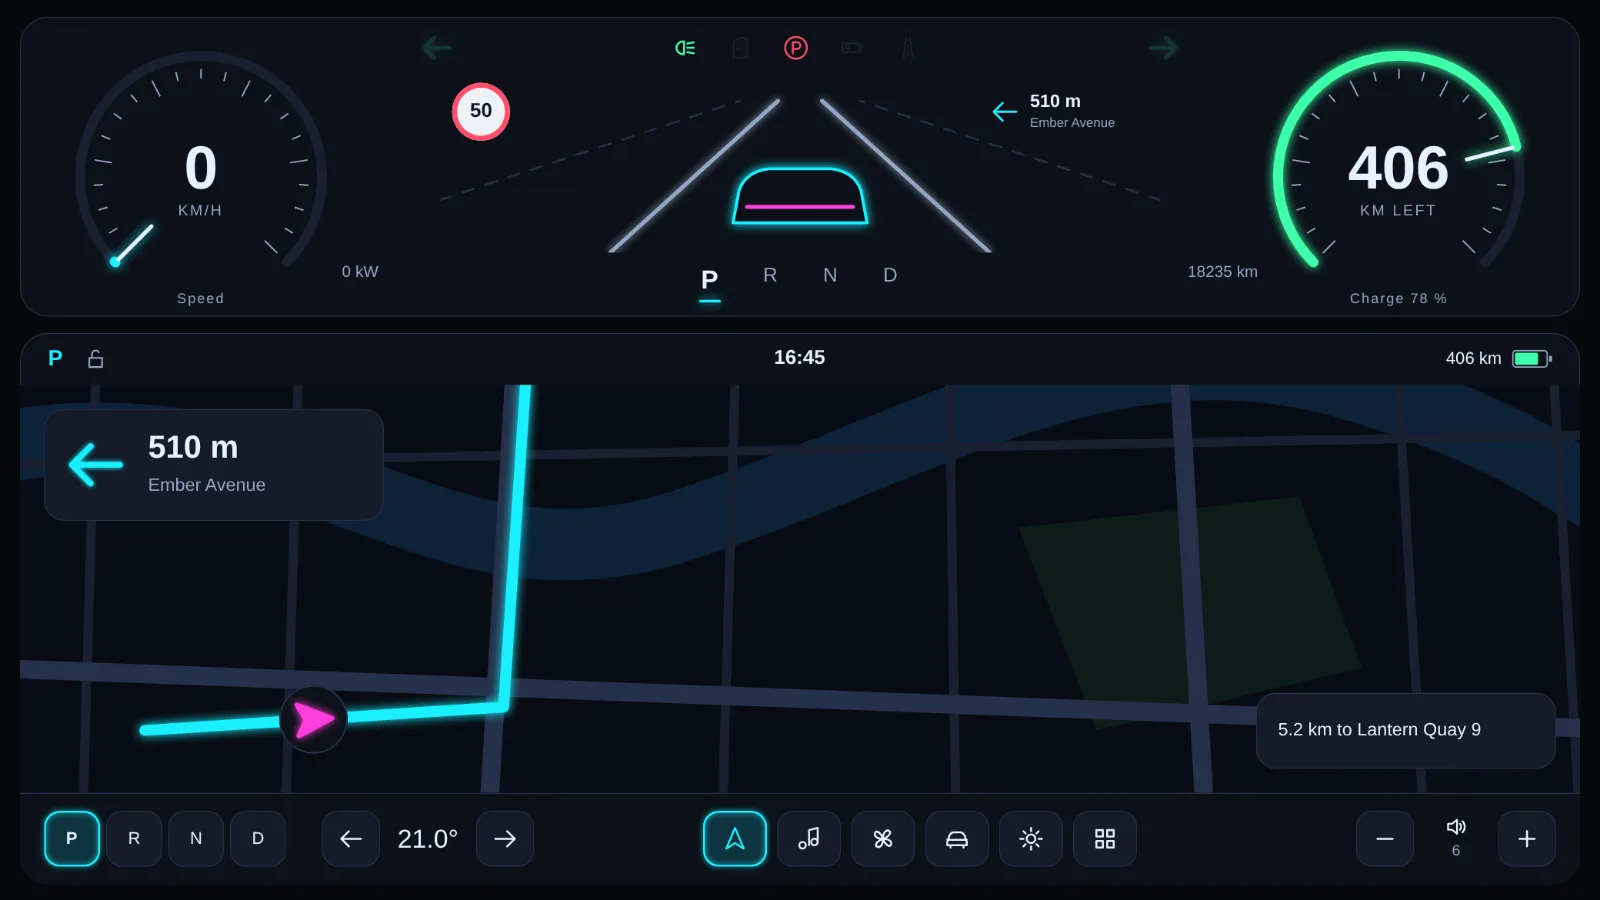 50
P
510 m
Ember Avenue
0
KM/H
406
KM LEFT
0 kW
P R N D
18235 km
Speed
Charge 78 %
P
16:45
406 km
510 m
Ember Avenue
5.2 km to Lantern Quay 9
P R N D
21.0°
6